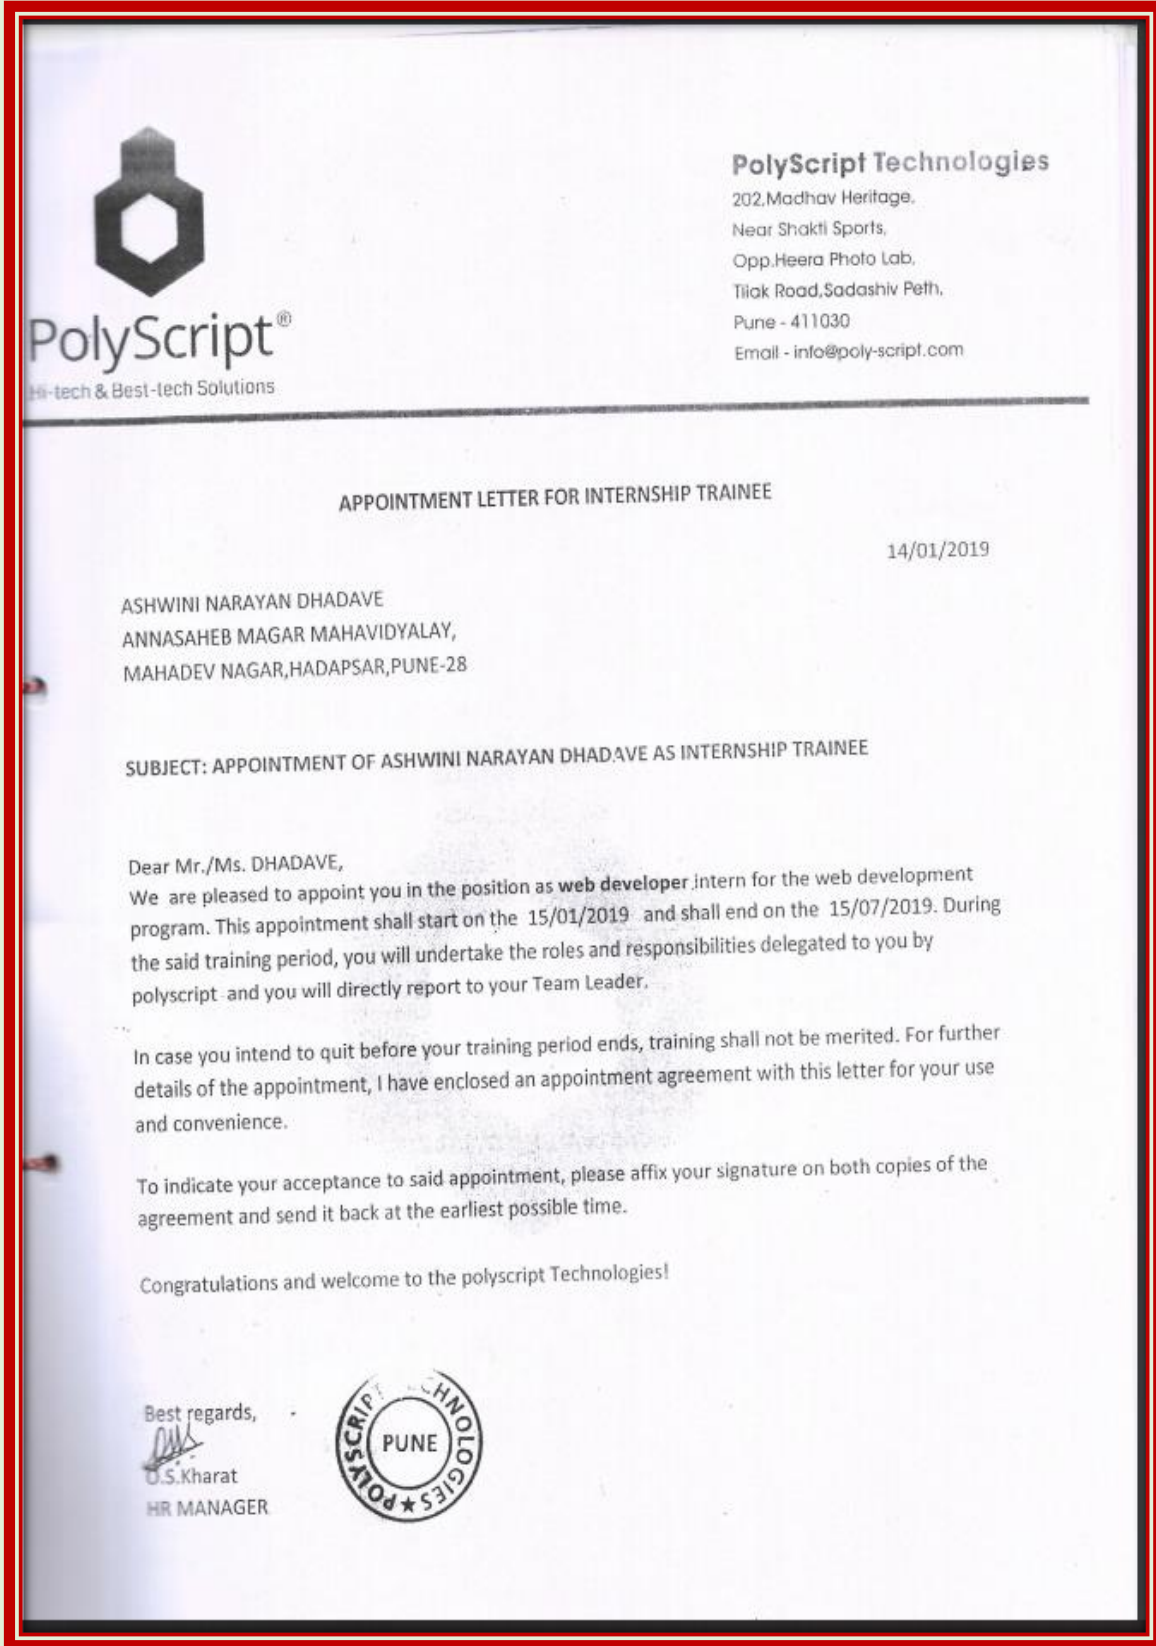 PolyScript®
Hi-tech & Best-tech Solutions
PolyScript Technologies
202,Madhav Heritage,
Near Shakti Sports,
Opp.Heera Photo Lab,
Tilak Road,Sadashiv Peth,
Pune - 411030
Email - info@poly-script.com
APPOINTMENT LETTER FOR INTERNSHIP TRAINEE
14/01/2019
ASHWINI NARAYAN DHADAVE
ANNASAHEB MAGAR MAHAVIDYALAY,
MAHADEV NAGAR,HADAPSAR,PUNE-28
SUBJECT: APPOINTMENT OF ASHWINI NARAYAN DHADAVE AS INTERNSHIP TRAINEE
Dear Mr./Ms. DHADAVE,
We are pleased to appoint you in the position as web developer intern for the web development
program. This appointment shall start on the 15/01/2019 and shall end on the 15/07/2019. During
the said training period, you will undertake the roles and responsibilities delegated to you by
polyscript and you will directly report to your Team Leader.
In case you intend to quit before your training period ends, training shall not be merited. For further
details of the appointment, I have enclosed an appointment agreement with this letter for your use
and convenience.
To indicate your acceptance to said appointment, please affix your signature on both copies of the
agreement and send it back at the earliest possible time.
Congratulations and welcome to the polyscript Technologies!
Best regards,
O.S.Kharat
HR MANAGER
POLYSCRIPT TECHNOLOGIES ★
PUNE